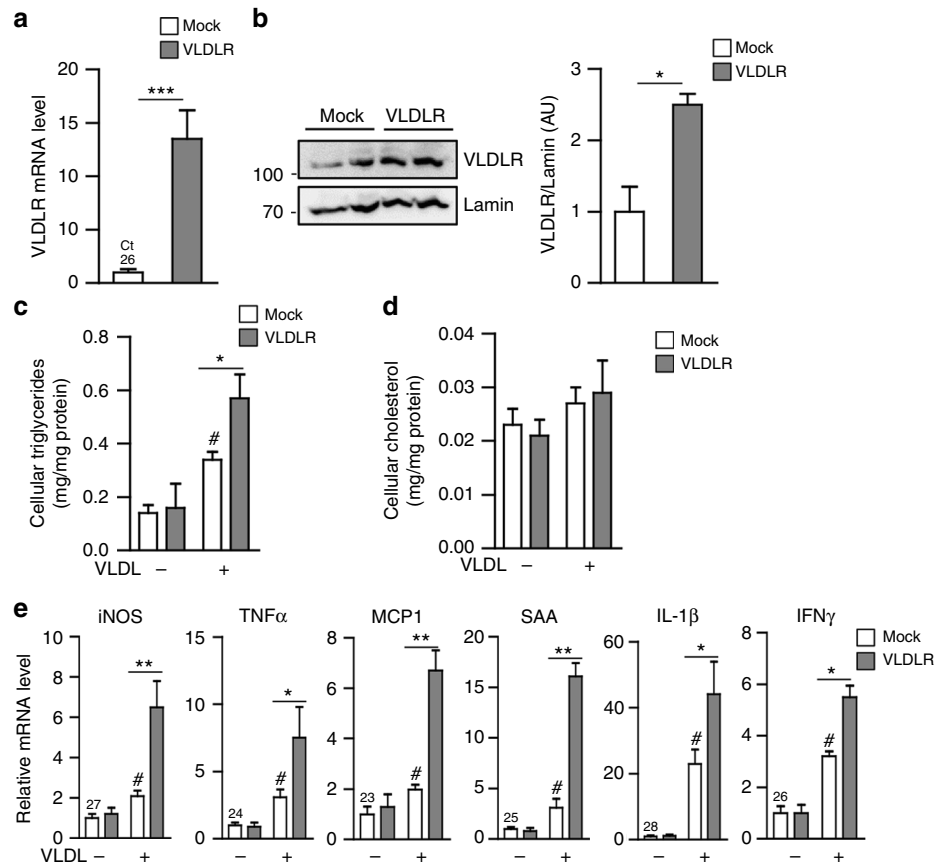 a
Mock
VLDLR
VLDLR mRNA level
20
15
10
10
0
***
Ct
26
b
Mock
VLDLR
Mock VLDLR
100 -
70 -
VLDLR
Lamin
VLDLR/Lamin (AU)
3
2
1
0
*
c
Mock
VLDLR
Cellular triglycerides
(mg/mg protein)
0.8
0.6
0.4
0.2
0.0
#
*
VLDL – +
d
Mock
VLDLR
Cellular cholesterol
(mg/mg protein)
0.04
0.03
0.02
0.01
0.00
VLDL – +
e
Relative mRNA level
iNOS
10
8
6
4
2
0
27
#
**
VLDL – +
TNFα
15
10
5
0
24
#
*
– +
MCP1
8
6
4
2
0
23
#
**
– +
SAA
20
15
10
5
0
25
#
**
– +
IL-1β
60
40
20
0
28
#
*
– +
IFNγ
8
6
4
2
0
26
#
*
– +
Mock
VLDLR